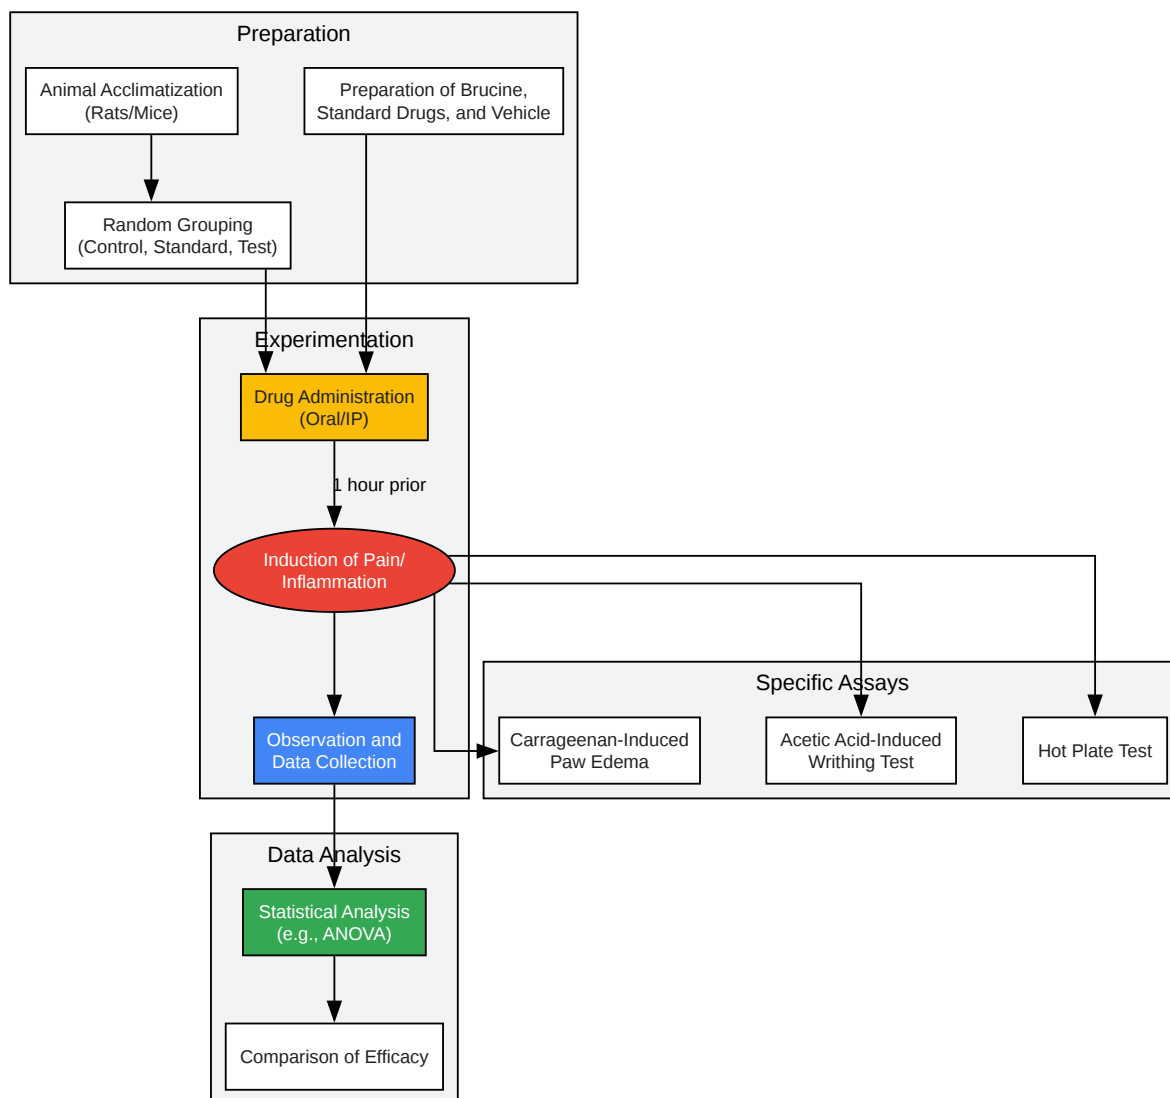 Preparation
Animal Acclimatization
(Rats/Mice)
Preparation of Brucine,
Standard Drugs, and Vehicle
Random Grouping
(Control, Standard, Test)
Experimentation
Drug Administration
(Oral/IP)
1 hour prior
Induction of Pain/
Inflammation
Specific Assays
Observation and
Data Collection
Carrageenan-Induced
Paw Edema
Acetic Acid-Induced
Writhing Test
Hot Plate Test
Data Analysis
Statistical Analysis
(e.g., ANOVA)
Comparison of Efficacy